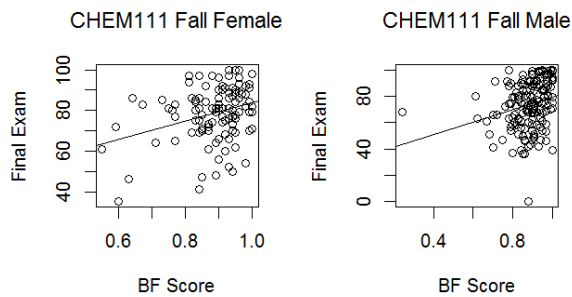 CHEM111 Fall Female
Final Exam
40 60 80 100
0.6 0.8 1.0
BF Score
CHEM111 Fall Male
Final Exam
0 40 80
0.4 0.8
BF Score